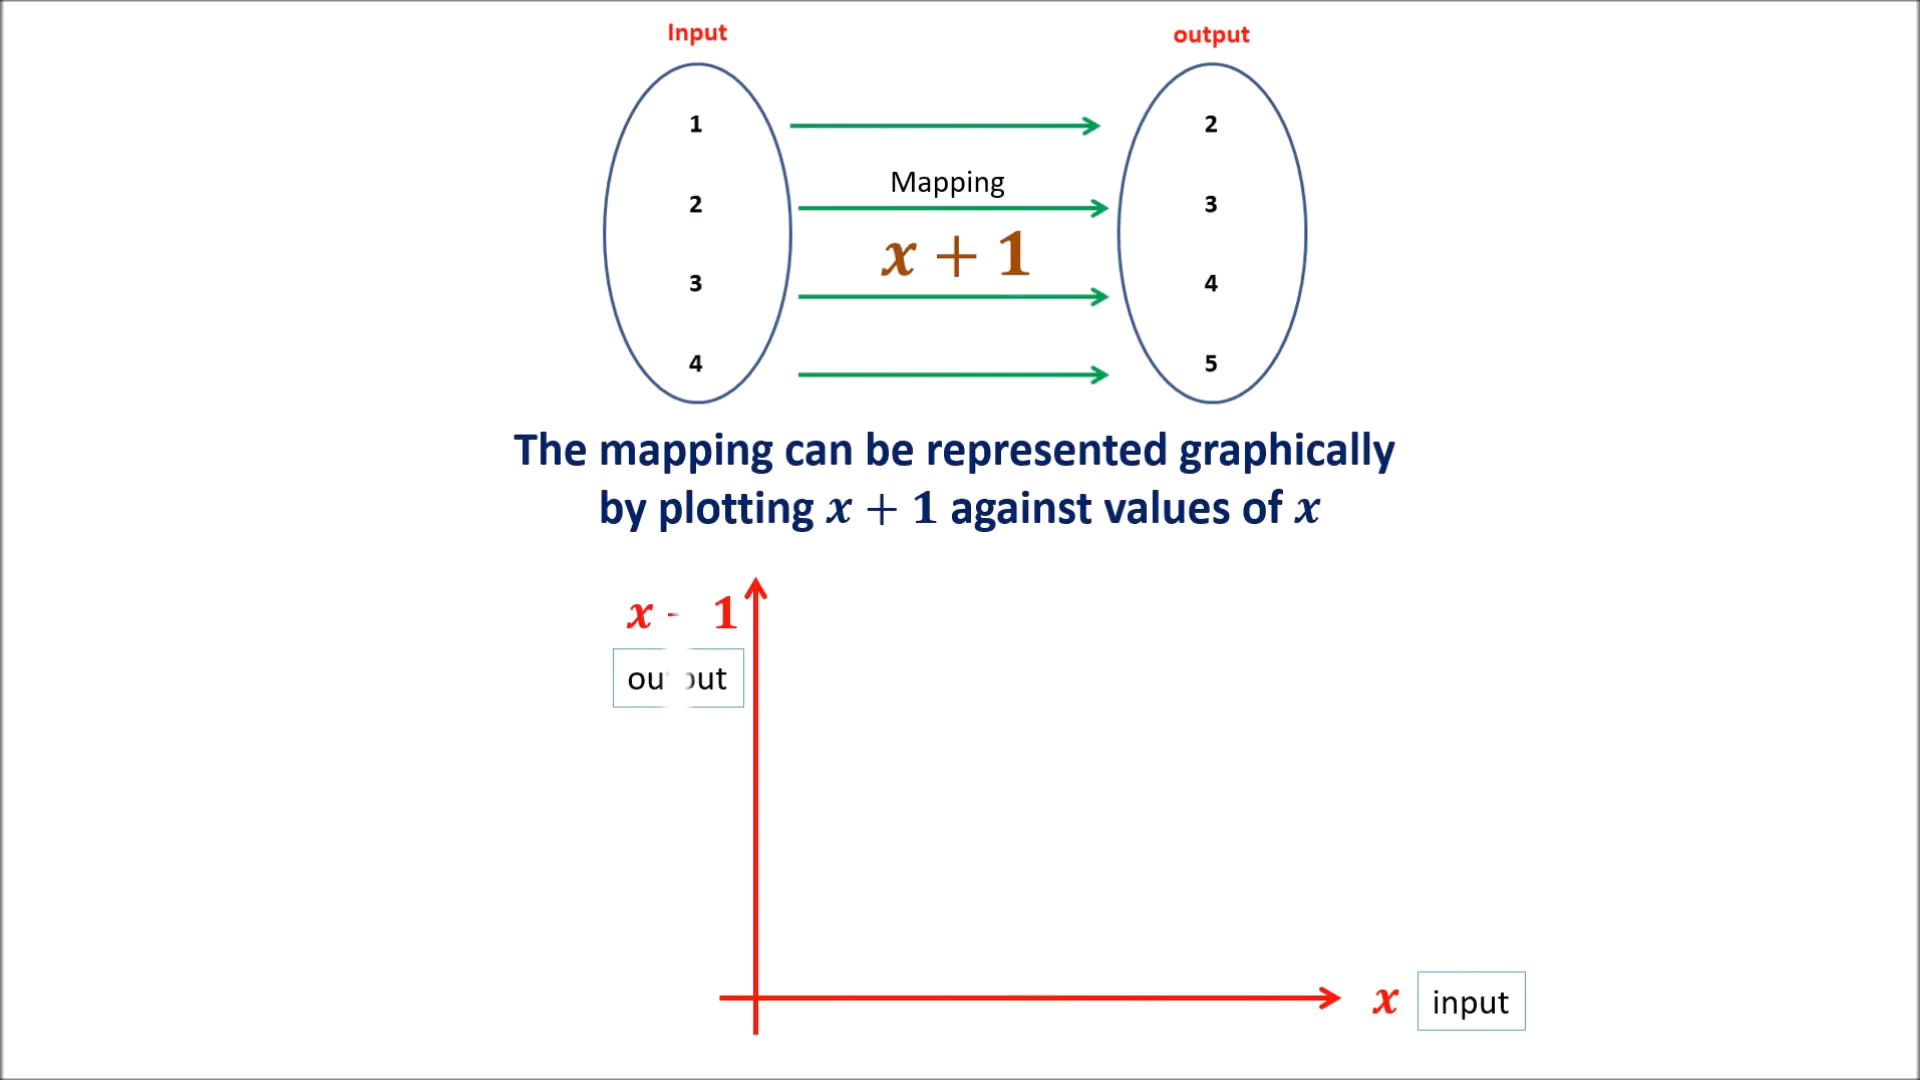 Input
output
1
2
Mapping
2
3
x + 1
3
4
4
5
The mapping can be represented graphically
by plotting x + 1 against values of x
x - 1
x
input